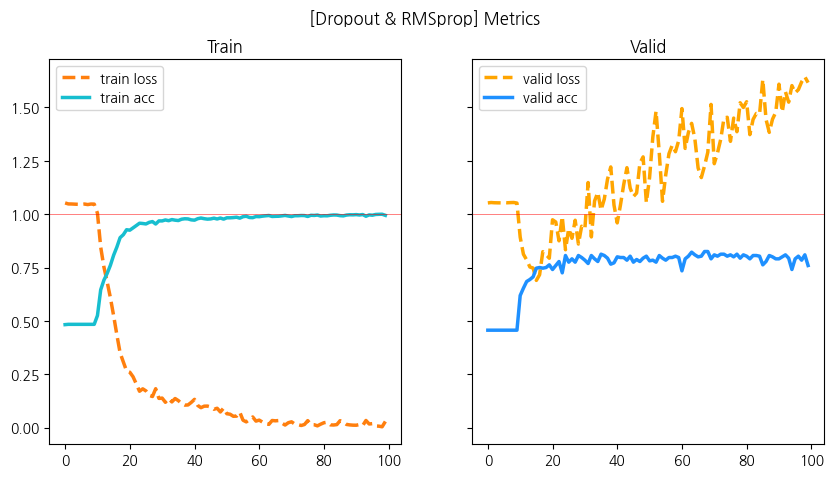 [Dropout & RMSprop] Metrics
Train
train loss
train acc
1.50
1.25
1.00
0.75
0.50
0.25
0.00
0 20 40 60 80 100
Valid
valid loss
valid acc
0 20 40 60 80 100